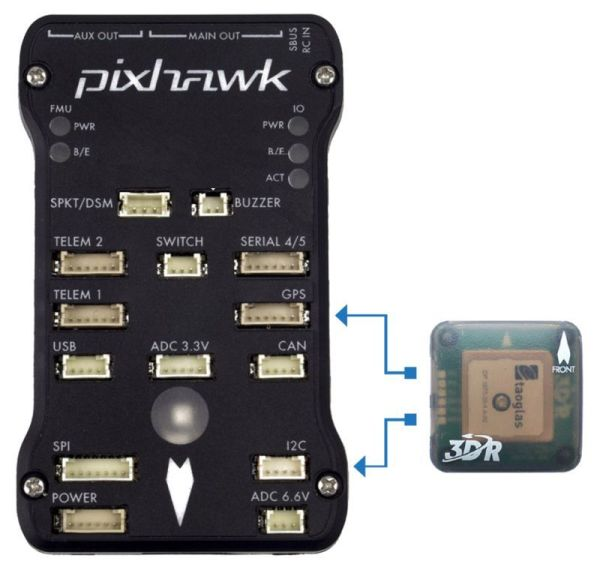 AUX OUT MAIN OUT SBUS
RC IN
pixhawk
FMU IO
PWR PWR
B/E B/E
ACT
SPKT/DSM BUZZER
TELEM 2 SWITCH SERIAL 4/5
TELEM 1 GPS
USB ADC 3.3V CAN
FRONT
taoglas
3DR
SPI I2C
POWER ADC 6.6V